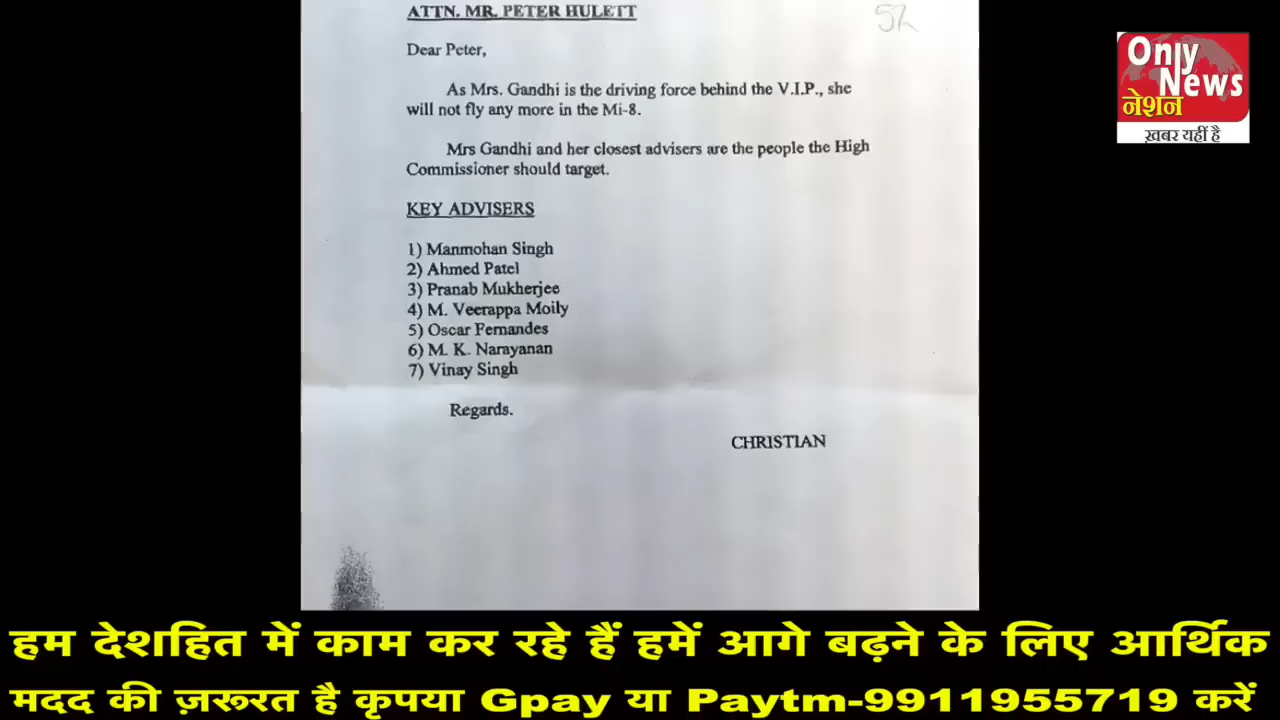 ATTN. MR. PETER HULETT
52
Dear Peter,
As Mrs. Gandhi is the driving force behind the V.I.P., she
will not fly any more in the Mi-8.
Mrs Gandhi and her closest advisers are the people the High
Commissioner should target.
KEY ADVISERS
1) Manmohan Singh
2) Ahmed Patel
3) Pranab Mukherjee
4) M. Veerappa Moily
5) Oscar Fernandes
6) M. K. Narayanan
7) Vinay Singh
Regards.
CHRISTIAN
Only
News
नेशन
ख़बर यहीं है
हम देशहित में काम कर रहे हैं हमें आगे बढ़ने के लिए आर्थिक
मदद की ज़रूरत है कृपया Gpay या Paytm-9911955719 करें